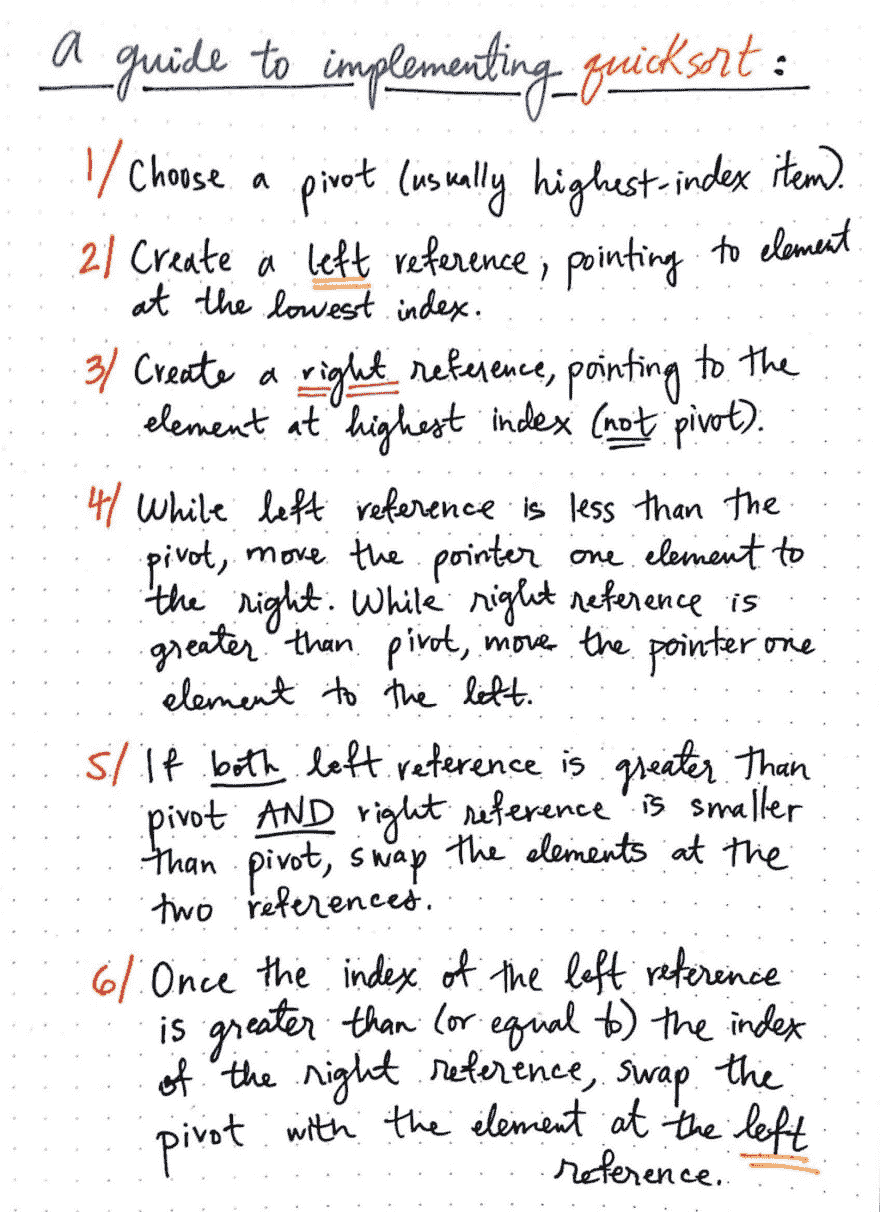 a guide to implementing quicksort:
1/ Choose a pivot (usually highest-index item).
2/ Create a left reference, pointing to element
at the lowest index.
3/ Create a right reference, pointing to the
element at highest index (not pivot).
4/ While left reference is less than the
pivot, move the pointer one element to
the right. While right reference is
greater than pivot, move the pointer one
element to the left.
5/ If both left reference is greater than
pivot AND right reference is smaller
than pivot, swap the elements at the
two references.
6/ Once the index of the left reference
is greater than (or equal to) the index
of the right reference, swap the
pivot with the element at the left
reference.